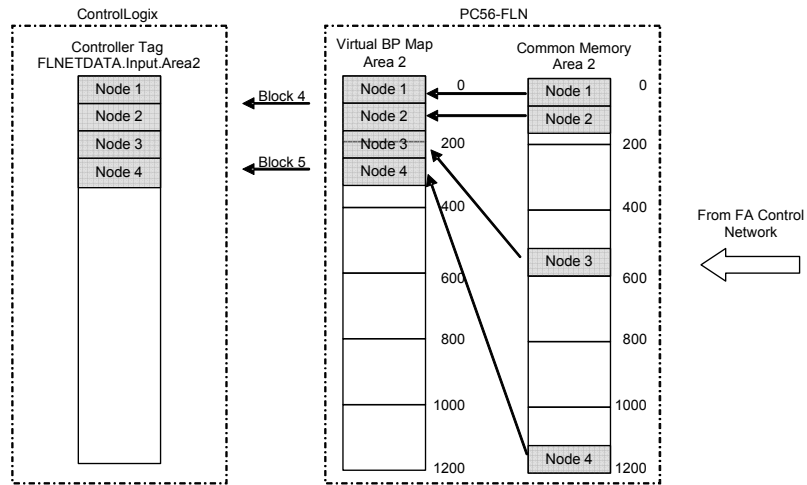 ControlLogix
PC56-FLN
Controller Tag
FLNETDATA.Input.Area2
Virtual BP Map
Area 2
Common Memory
Area 2
Node 1
Node 2
Node 3
Node 4
Block 4
Block 5
Node 1
Node 2
Node 3
Node 4
0
200
400
600
800
1000
1200
Node 1
Node 2
Node 3
Node 4
0
200
400
600
800
1000
1200
From FA Control
Network